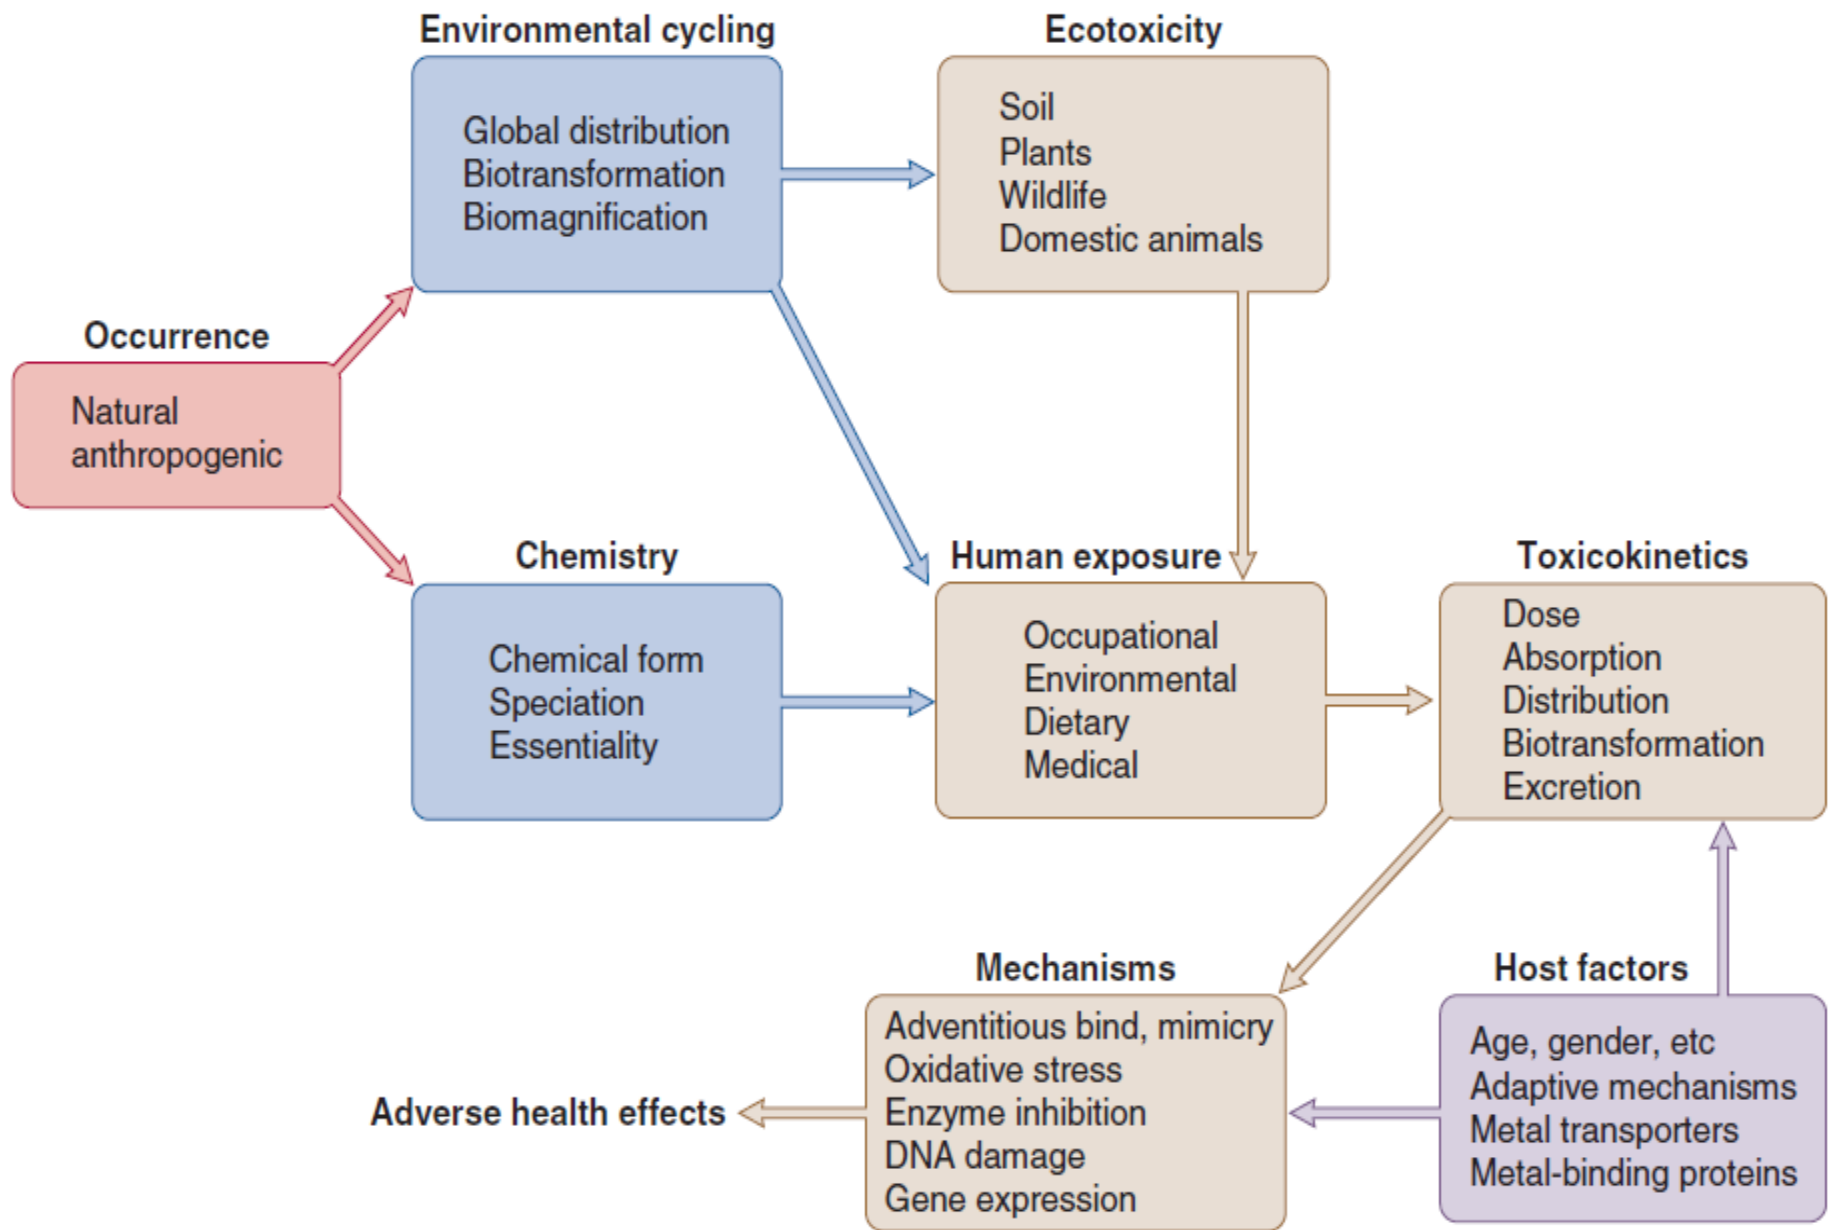 Environmental cycling
Global distribution
Biotransformation
Biomagnification
Ecotoxicity
Soil
Plants
Wildlife
Domestic animals
Occurrence
Natural
anthropogenic
Chemistry
Chemical form
Speciation
Essentiality
Human exposure
Occupational
Environmental
Dietary
Medical
Toxicokinetics
Dose
Absorption
Distribution
Biotransformation
Excretion
Mechanisms
Adventitious bind, mimicry
Oxidative stress
Enzyme inhibition
DNA damage
Gene expression
Host factors
Age, gender, etc
Adaptive mechanisms
Metal transporters
Metal-binding proteins
Adverse health effects